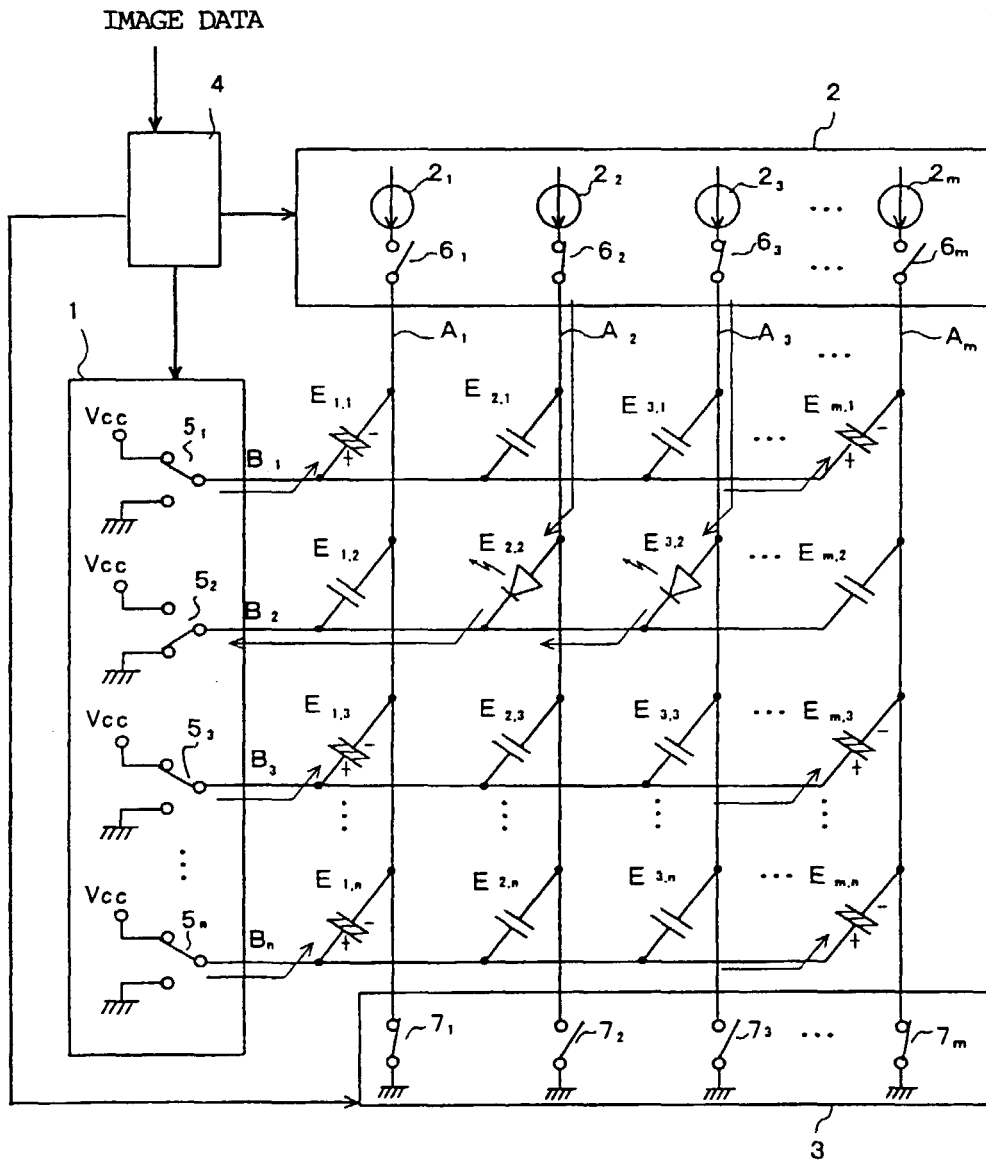 IMAGE DATA
4
2
2₁ 2₂ 2₃ ... 2ₘ
6₁ 6₂ 6₃ ... 6ₘ
1
A₁ A₂ A₃ ... Aₘ
E₁,₁ E₂,₁ E₃,₁ ... Eₘ,₁
Vcc 5₁ B₁ + - + -
E₁,₂ E₂,₂ E₃,₂ ... Eₘ,₂
Vcc 5₂ B₂
E₁,₃ E₂,₃ E₃,₃ ... Eₘ,₃
Vcc 5₃ B₃ + - + -
... ... ... ... ...
E₁,ₙ E₂,ₙ E₃,ₙ ... Eₘ,ₙ
Vcc 5ₙ Bₙ + - + -
7₁ 7₂ 7₃ ... 7ₘ
3